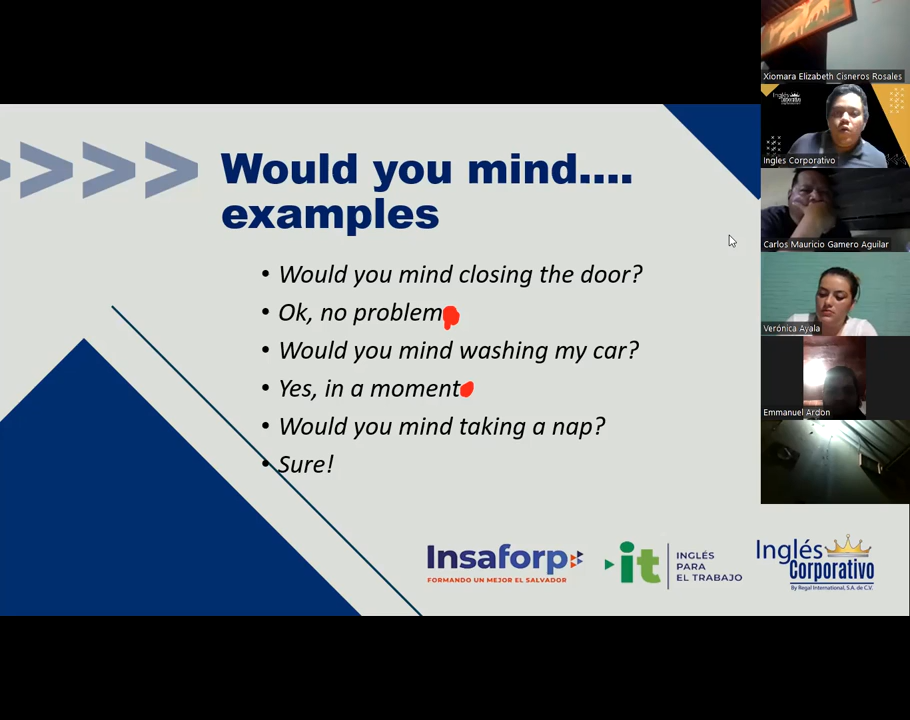 Would you mind....
examples
• Would you mind closing the door?
• Ok, no problem
• Would you mind washing my car?
• Yes, in a moment
• Would you mind taking a nap?
• Sure!
Insaforp
FORMANDO UN MEJOR EL SALVADOR
it
INGLÉS
PARA
EL TRABAJO
Inglés
Corporativo
By Regal International, S.A. de C.V.
Xiomara Elizabeth Cisneros Rosales
Inglés
Corporativo
Ingles Corporativo
Carlos Mauricio Gamero Aguilar
Verónica Ayala
Emmanuel Ardon